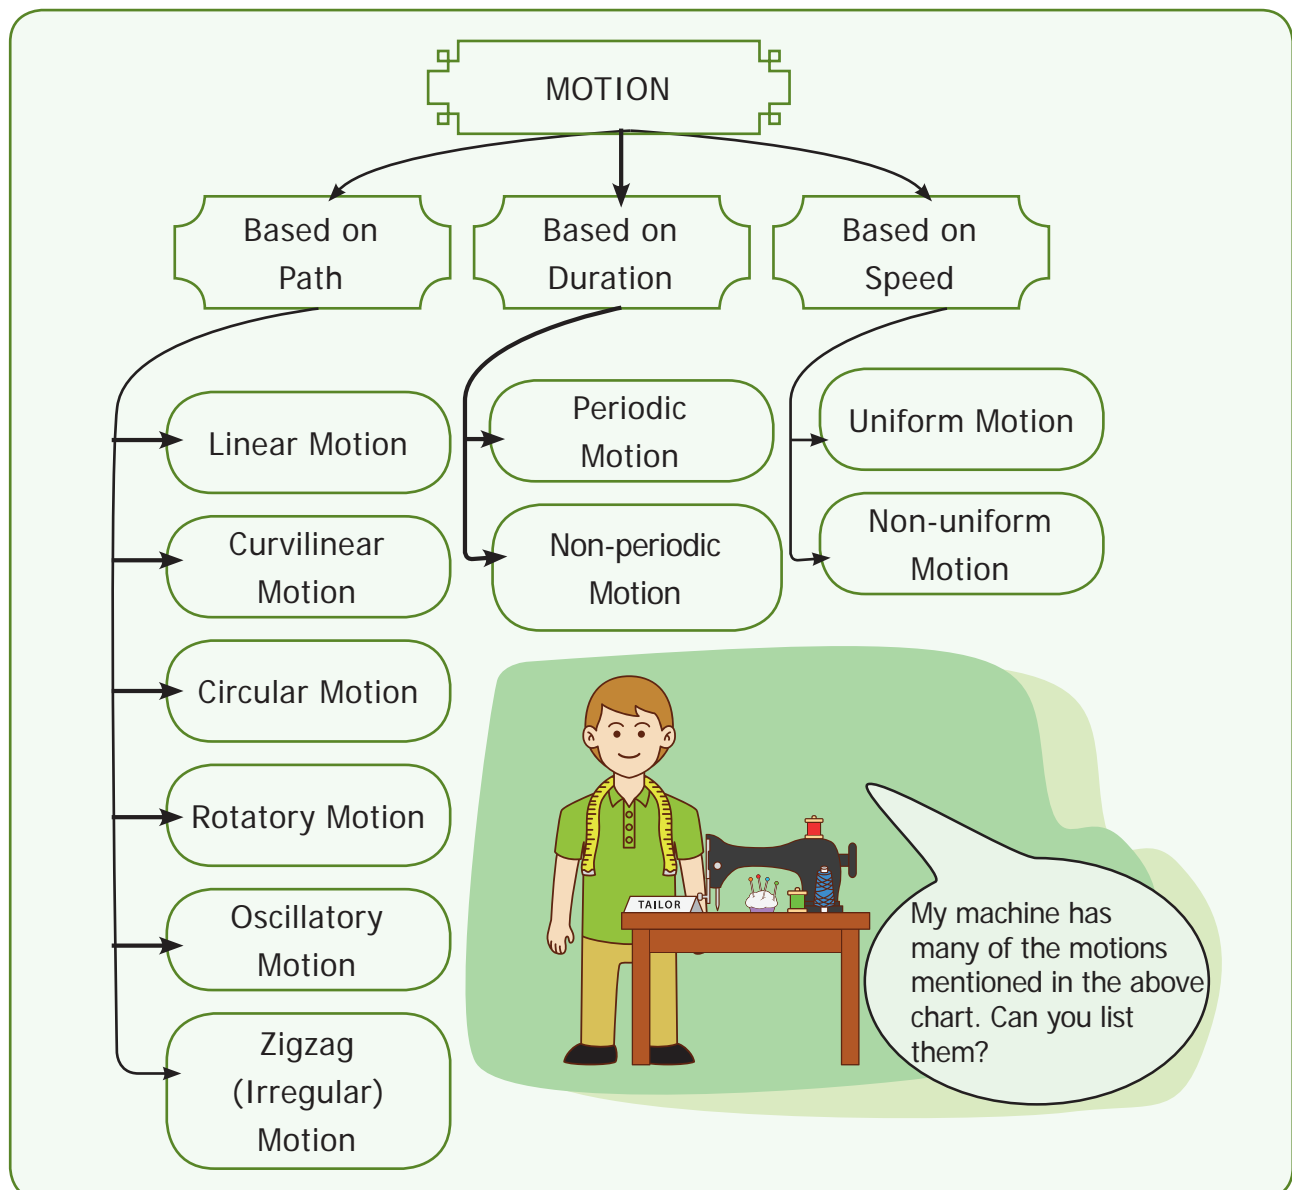 MOTION
Based on
Path
Based on
Duration
Based on
Speed
Linear Motion
Curvilinear
Motion
Circular Motion
Rotatory Motion
Oscillatory
Motion
Zigzag
(Irregular)
Motion
Periodic
Motion
Non-periodic
Motion
Uniform Motion
Non-uniform
Motion
TAILOR
My machine has
many of the motions
mentioned in the above
chart. Can you list
them?